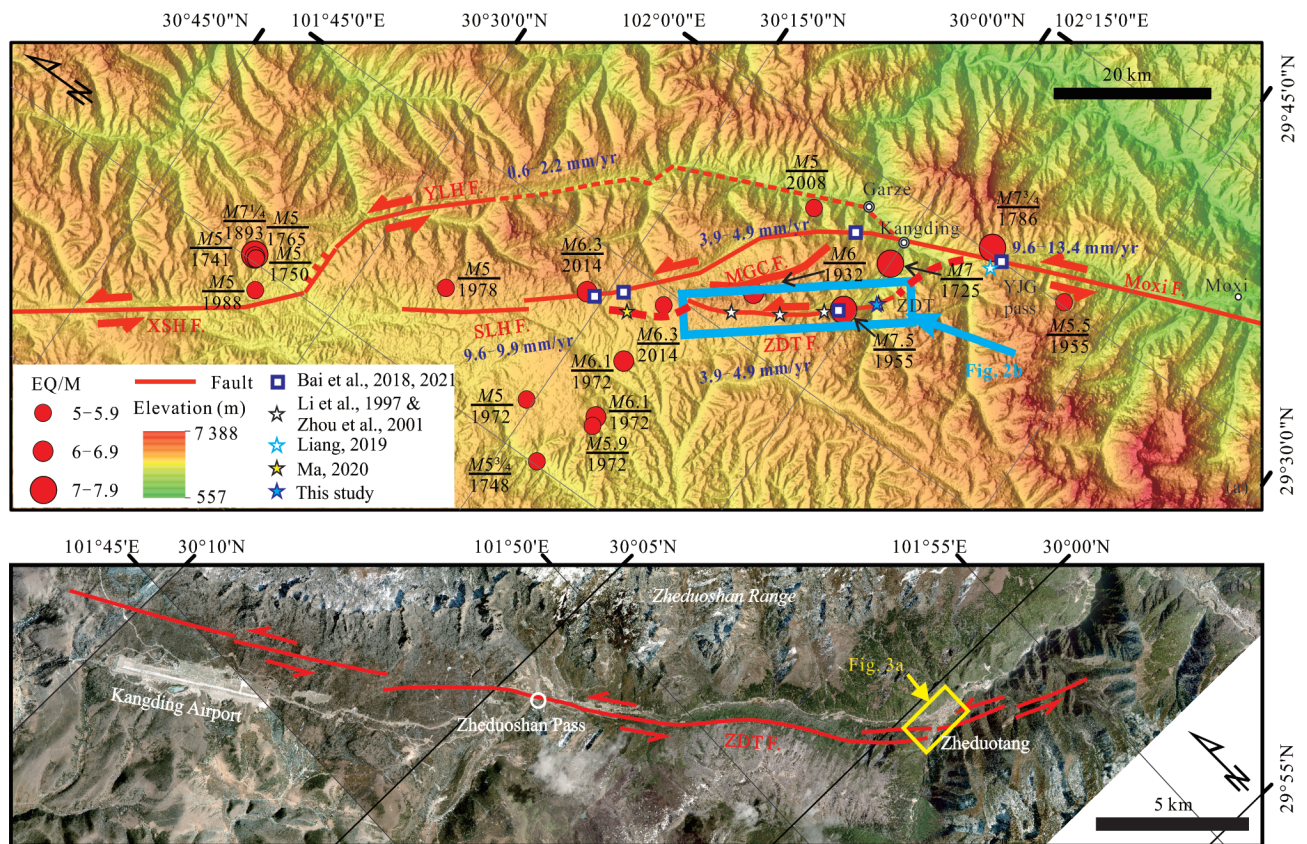 30°45′0″N 101°45′0″E 30°30′0″N 102°0′0″E 30°15′0″N 30°0′0″N 102°15′0″E
N
20 km
29°45′0″N
0.6−2.2 mm/yr
YLH F.
M5
2008
Garze
M7¾
1786
M7¼
1893
M5
1765
M5
1741
M5
1750
M6.3
2014
3.9−4.9 mm/yr
Kangding
9.6−13.4 mm/yr
M6
1932
MGC F.
M7
1725
M5
1988
M5
1978
YJG
pass
Moxi F.
Moxi
XSH F.
SLH F.
ZDT
9.6−9.9 mm/yr
M6.3
2014
ZDT F.
M7.5
1955
M5.5
1955
M6.1
1972
3.9−4.9 mm/yr
Fig. 2b
M5
1972
M6.1
1972
M5.9
1972
M5¾
1748
(a)
29°30′0″N
EQ/M
Fault
5−5.9
6−6.9
7−7.9
Elevation (m)
7 388
557
Bai et al., 2018, 2021
Li et al., 1997 &
Zhou et al., 2001
Liang, 2019
Ma, 2020
This study
101°45′E 30°10′N 101°50′E 30°05′N 101°55′E 30°00′N
Zheduoshan Range
Fig. 3a
Kangding Airport
Zheduoshan Pass
ZDT F.
Zheduotang
N
29°55′N
5 km